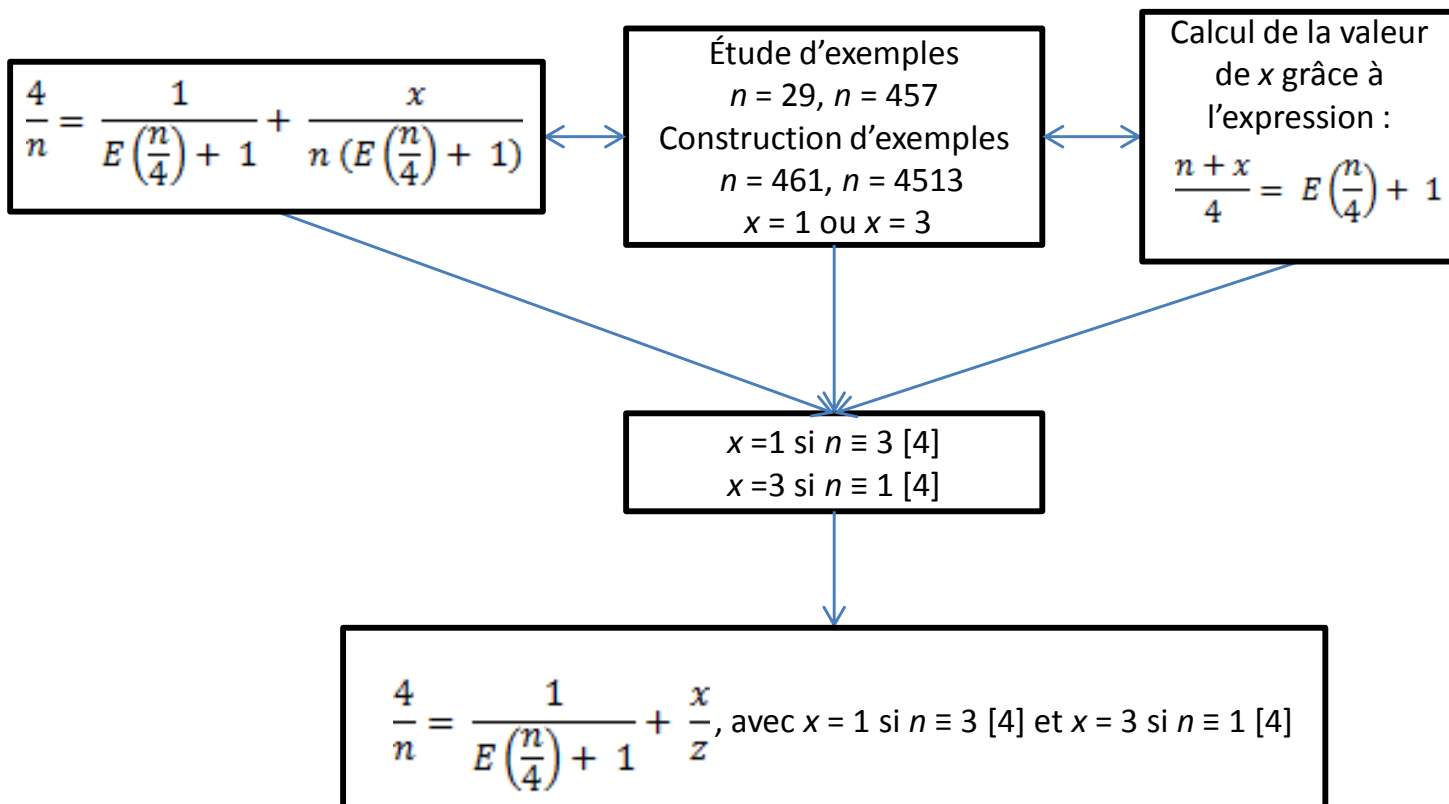 4/n = 1/(E(n/4) + 1) + x/(n (E(n/4) + 1))
Étude d’exemples
n = 29, n = 457
Construction d’exemples
n = 461, n = 4513
x = 1 ou x = 3
Calcul de la valeur
de x grâce à
l’expression :
(n + x)/4 = E(n/4) + 1
x =1 si n ≡ 3 [4]
x =3 si n ≡ 1 [4]
4/n = 1/(E(n/4) + 1) + x/z, avec x = 1 si n ≡ 3 [4] et x = 3 si n ≡ 1 [4]